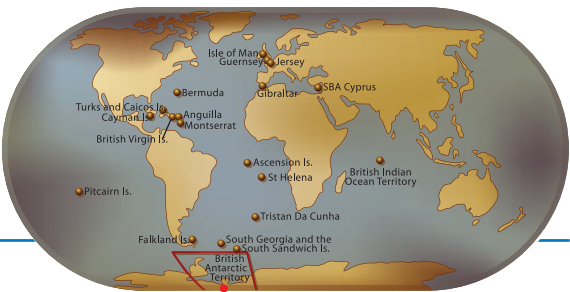 Isle of Man
Guernsey
Jersey
Gibraltar
SBA Cyprus
Bermuda
Turks and Caicos Is.
Cayman Is.
Anguilla
Montserrat
British Virgin Is.
Ascension Is.
St Helena
British Indian
Ocean Territory
Pitcairn Is.
Tristan Da Cunha
Falkland Is.
South Georgia and the
South Sandwich Is.
British
Antarctic
Territory